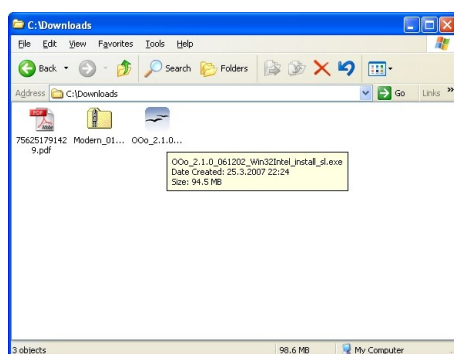 C:\Downloads
File Edit View Favorites Tools Help
Back Search Folders
Address C:\Downloads Go Links »
75625179142
9.pdf
Modern_01...
OOo_2.1.0...
OOo_2.1.0_061202_Win32Intel_install_sl.exe
Date Created: 25.3.2007 22:24
Size: 94.5 MB
3 objects 98.6 MB My Computer